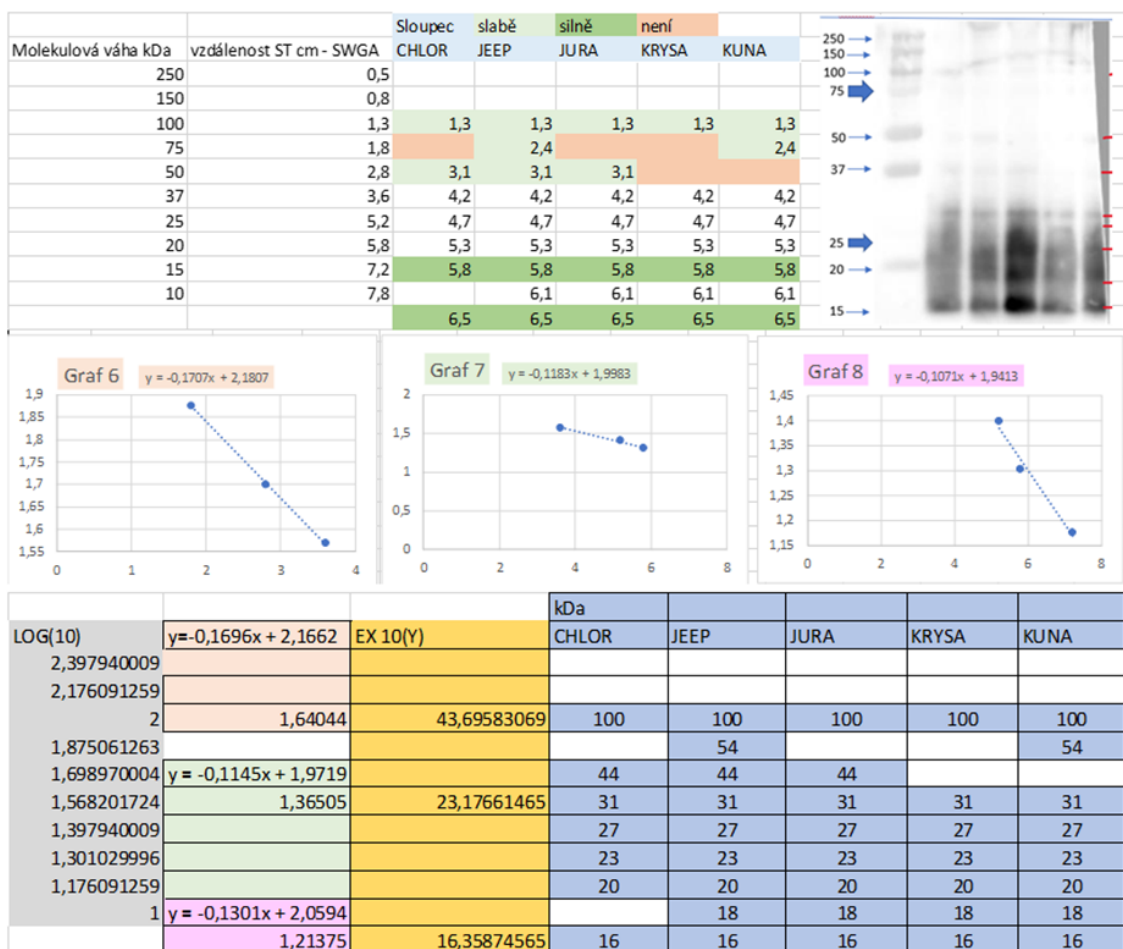 Sloupec slabě silně není
Molekulová váha kDa vzdálenost ST cm - SWGA CHLOR JEEP JURA KRYSA KUNA
250 0,5
150 0,8
100 1,3 1,3 1,3 1,3 1,3 1,3
75 1,8 2,4 2,4
50 2,8 3,1 3,1 3,1
37 3,6 4,2 4,2 4,2 4,2 4,2
25 5,2 4,7 4,7 4,7 4,7 4,7
20 5,8 5,3 5,3 5,3 5,3 5,3
15 7,2 5,8 5,8 5,8 5,8 5,8
10 7,8 6,1 6,1 6,1 6,1
6,5 6,5 6,5 6,5 6,5
250
150
100
75
50
37
25
20
15
Graf 6 y = -0,1707x + 2,1807
1,9
1,85
1,8
1,75
1,7
1,65
1,6
1,55
0 1 2 3 4
Graf 7 y = -0,1183x + 1,9983
2
1,5
1
0,5
0
0 2 4 6 8
Graf 8 y = -0,1071x + 1,9413
1,45
1,4
1,35
1,3
1,25
1,2
1,15
0 2 4 6 8
kDa
LOG(10) y=-0,1696x + 2,1662 EX 10(Y) CHLOR JEEP JURA KRYSA KUNA
2,397940009
2,176091259
2 1,64044 43,69583069 100 100 100 100 100
1,875061263 54 54
1,698970004 y = -0,1145x + 1,9719 44 44 44
1,568201724 1,36505 23,17661465 31 31 31 31 31
1,397940009 27 27 27 27 27
1,301029996 23 23 23 23 23
1,176091259 20 20 20 20 20
1 y = -0,1301x + 2,0594 18 18 18 18
1,21375 16,35874565 16 16 16 16 16